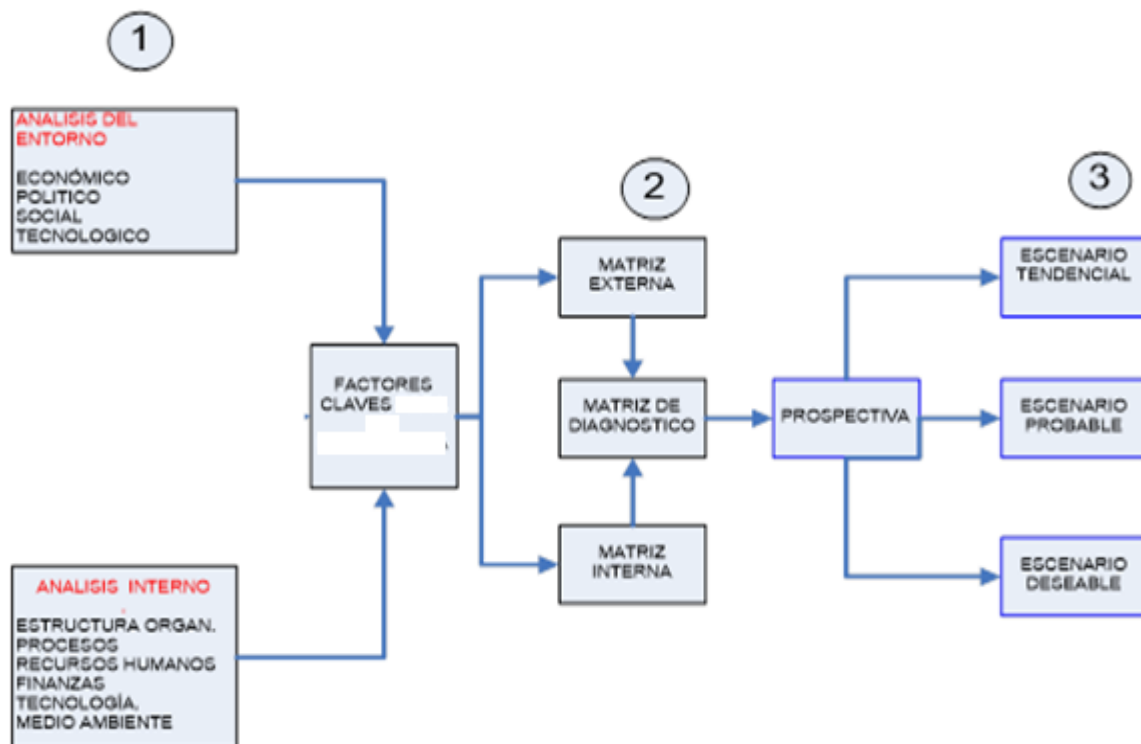 1
ANALISIS DEL
ENTORNO
ECONÓMICO
POLITICO
SOCIAL
TECNOLOGICO
ANALISIS INTERNO
ESTRUCTURA ORGAN.
PROCESOS
RECURSOS HUMANOS
FINANZAS
TECNOLOGÍA.
MEDIO AMBIENTE
FACTORES
CLAVES
2
MATRIZ
EXTERNA
MATRIZ DE
DIAGNOSTICO
MATRIZ
INTERNA
PROSPECTIVA
3
ESCENARIO
TENDENCIAL
ESCENARIO
PROBABLE
ESCENARIO
DESEABLE